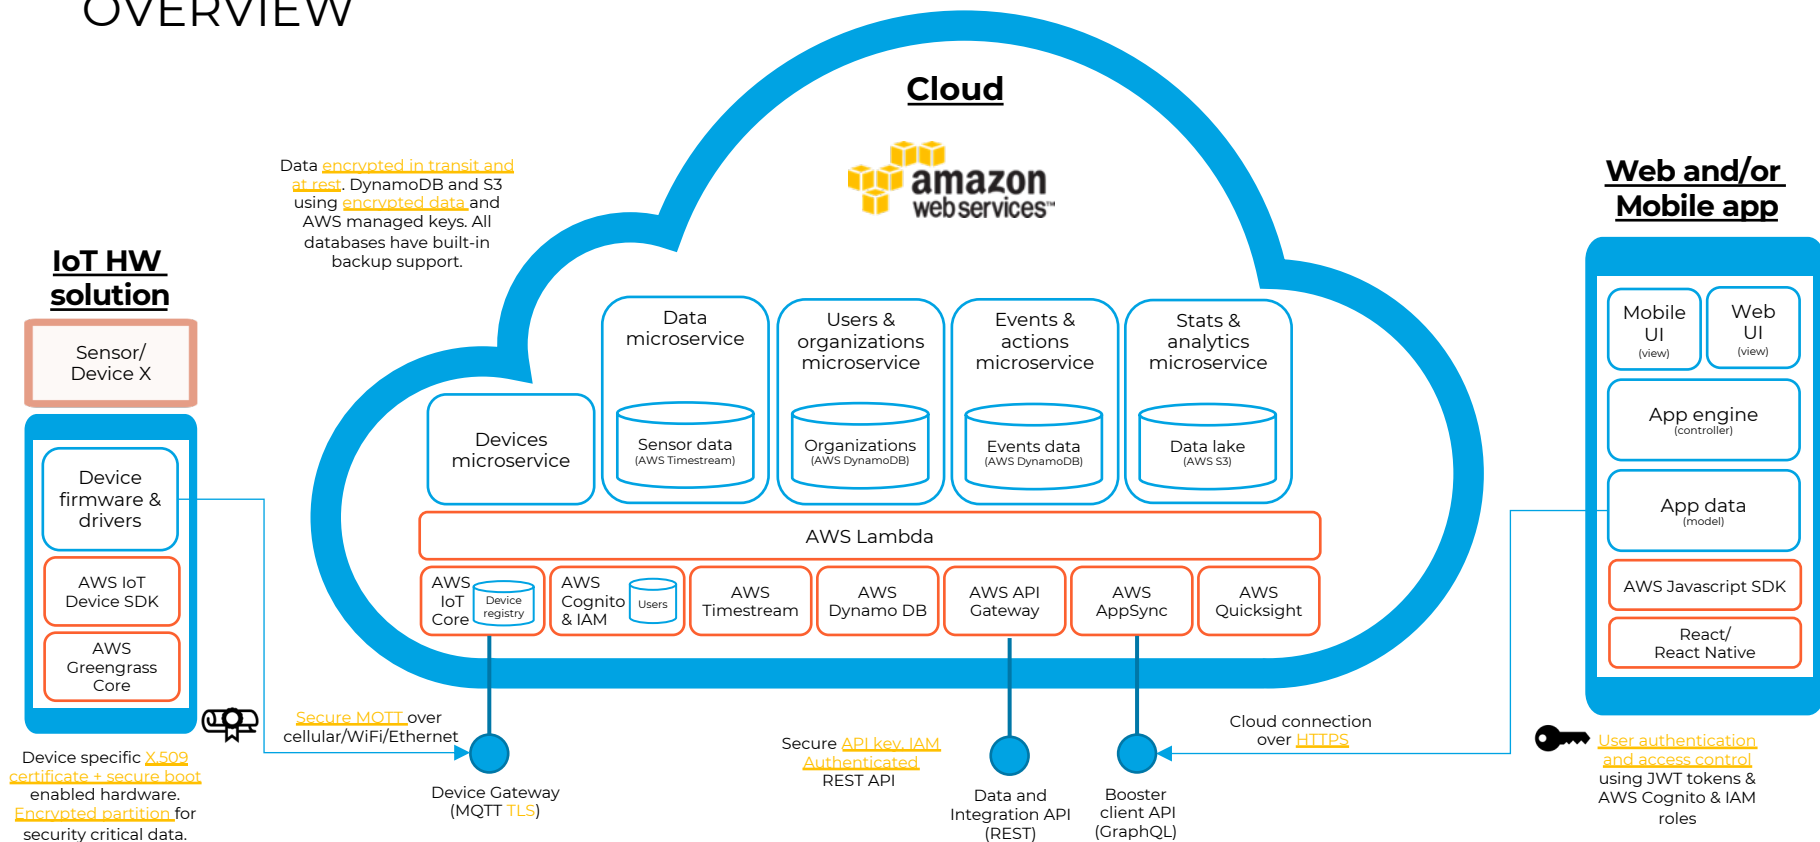 OVERVIEW
Cloud
amazon
webservices™
Data encrypted in transit and
at rest. DynamoDB and S3
using encrypted data and
AWS managed keys. All
databases have built-in
backup support.
IoT HW
solution
Sensor/
Device X
Device
firmware &
drivers
AWS IoT
Device SDK
AWS
Greengrass
Core
Device specific X.509
certificate + secure boot
enabled hardware.
Encrypted partition for
security critical data.
Secure MQTT over
cellular/WiFi/Ethernet
Devices
microservice
Data
microservice
Sensor data
(AWS Timestream)
Users &
organizations
microservice
Organizations
(AWS DynamoDB)
Events &
actions
microservice
Events data
(AWS DynamoDB)
Stats &
analytics
microservice
Data lake
(AWS S3)
AWS Lambda
AWS
IoT
Core
Device
registry
AWS
Cognito
& IAM
Users
AWS
Timestream
AWS
Dynamo DB
AWS API
Gateway
AWS
AppSync
AWS
Quicksight
Device Gateway
(MQTT TLS)
Secure API key, IAM
Authenticated
REST API
Data and
Integration API
(REST)
Booster
client API
(GraphQL)
Cloud connection
over HTTPS
Web and/or
Mobile app
Mobile
UI
(view)
Web
UI
(view)
App engine
(controller)
App data
(model)
AWS Javascript SDK
React/
React Native
User authentication
and access control
using JWT tokens &
AWS Cognito & IAM
roles